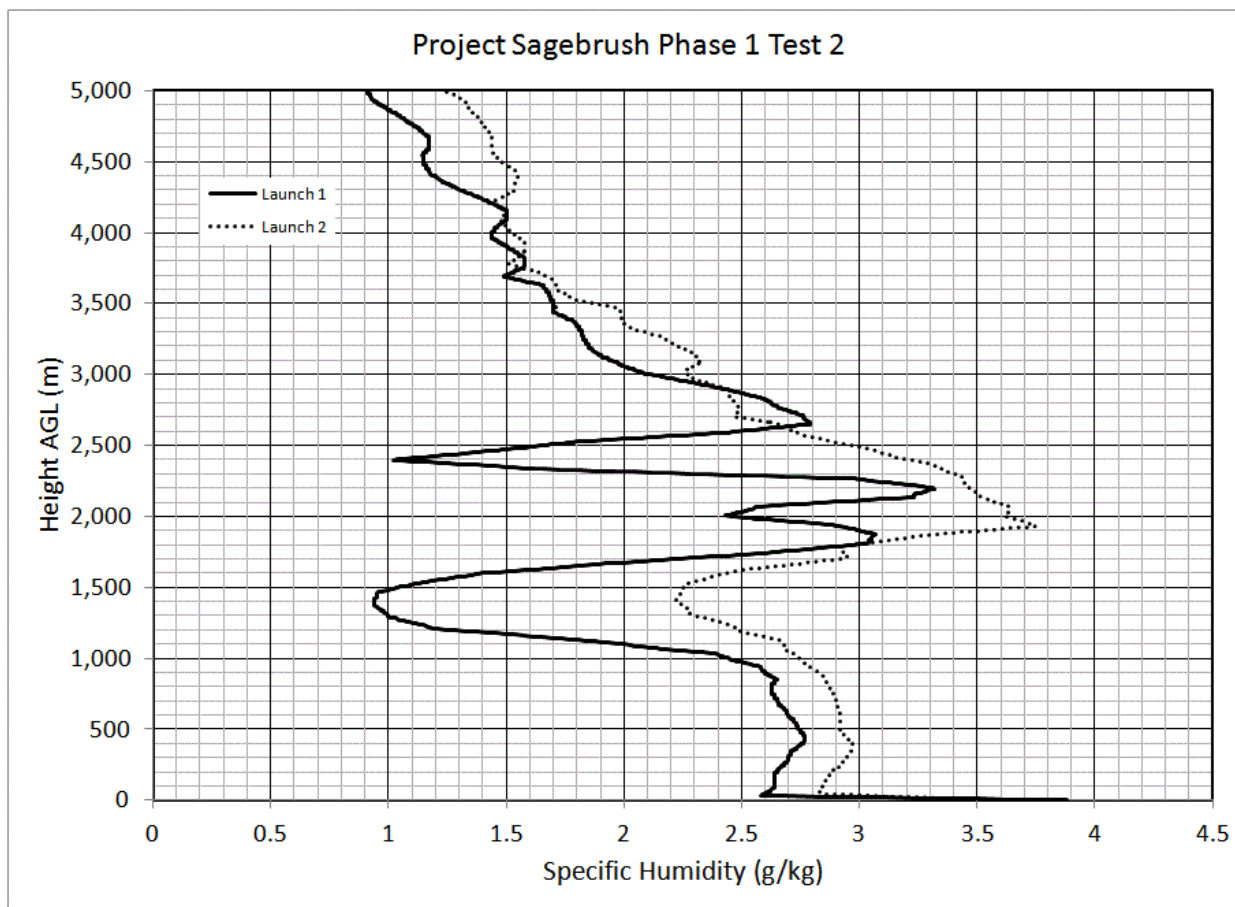 Project Sagebrush Phase 1 Test 2
5,000
4,500
Launch 1
Launch 2
4,000
3,500
3,000
2,500
2,000
1,500
1,000
500
0
Height AGL (m)
0 0.5 1 1.5 2 2.5 3 3.5 4 4.5
Specific Humidity (g/kg)